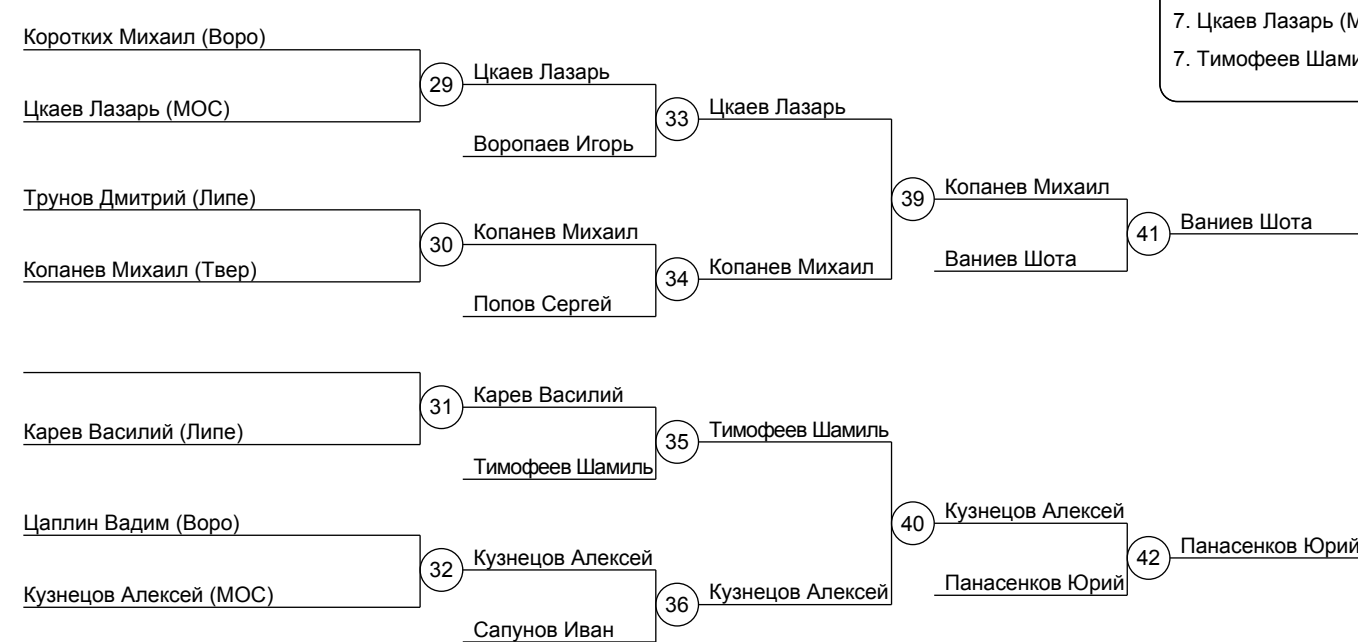 7. Цкаев Лазарь (М
7. Тимофеев Шами
Коротких Михаил (Воро)
29
Цкаев Лазарь
Цкаев Лазарь (МОС)
33
Цкаев Лазарь
Воропаев Игорь
Трунов Дмитрий (Липе)
39
Копанев Михаил
30
Копанев Михаил
41
Ваниев Шота
Копанев Михаил (Твер)
34
Копанев Михаил
Ваниев Шота
Попов Сергей
31
Карев Василий
Карев Василий (Липе)
35
Тимофеев Шамиль
Тимофеев Шамиль
Цаплин Вадим (Воро)
40
Кузнецов Алексей
32
Кузнецов Алексей
42
Панасенков Юрий
Кузнецов Алексей (МОС)
36
Кузнецов Алексей
Панасенков Юрий
Сапунов Иван